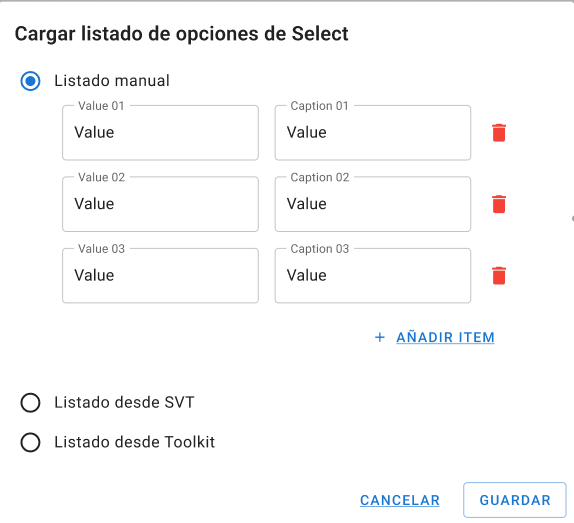 Cargar listado de opciones de Select
Listado manual
Value 01 Caption 01
Value Value
Value 02 Caption 02
Value Value
Value 03 Caption 03
Value Value
+ AÑADIR ITEM
Listado desde SVT
Listado desde Toolkit
CANCELAR GUARDAR